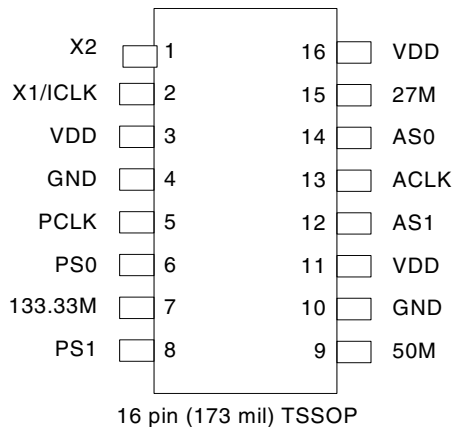 X2 1 16 VDD
X1/ICLK 2 15 27M
VDD 3 14 AS0
GND 4 13 ACLK
PCLK 5 12 AS1
PS0 6 11 VDD
133.33M 7 10 GND
PS1 8 9 50M
16 pin (173 mil) TSSOP